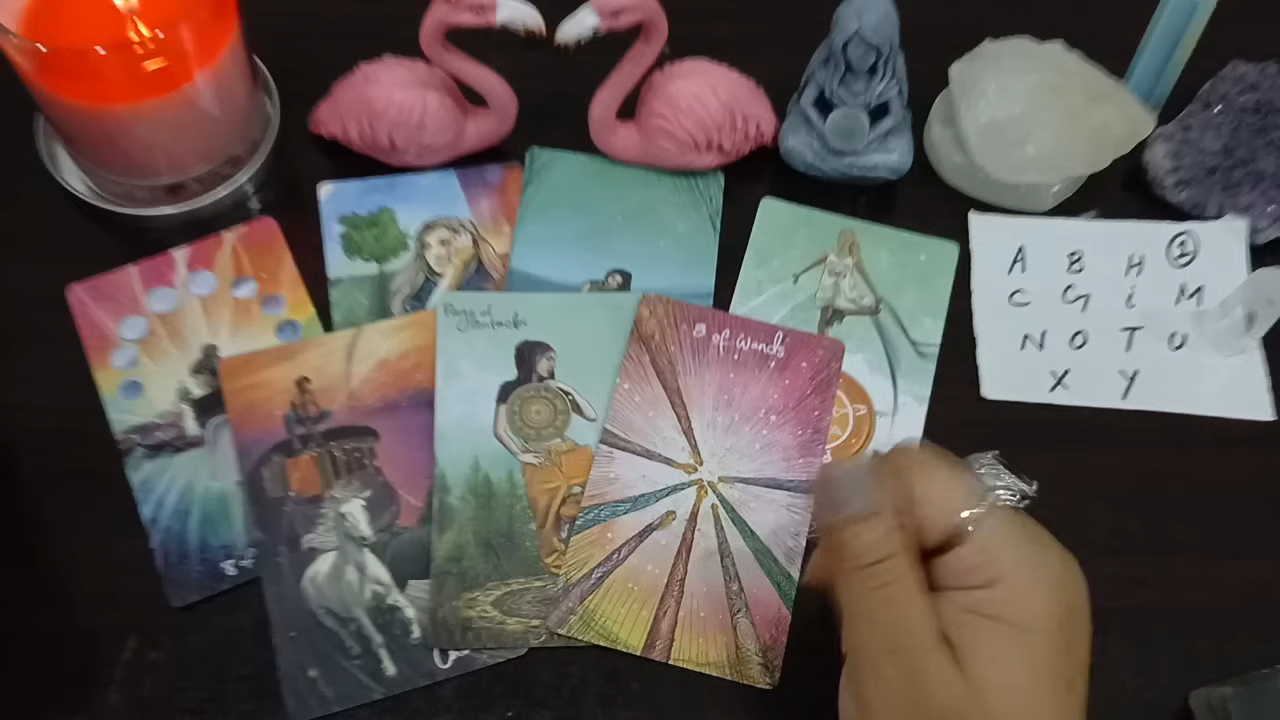 Page of
Pentacles
8 of Wands
A B H 1
C G i M
N O T U
X Y